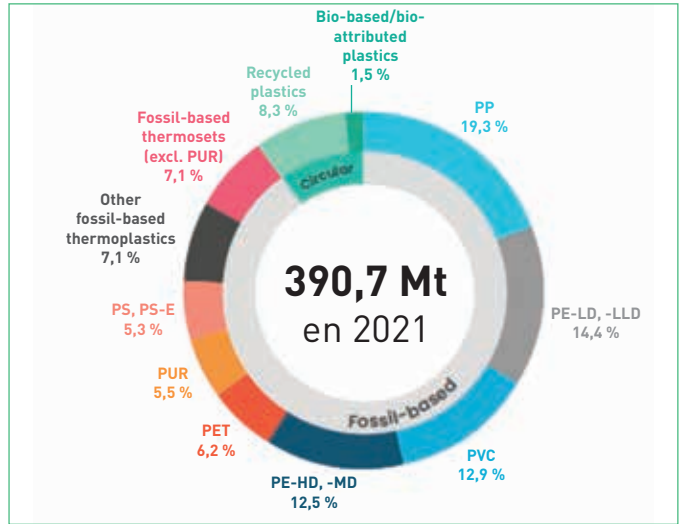 Bio-based/bio-
attributed
plastics
1,5 %
Recycled
plastics
8,3 %
PP
19,3 %
Fossil-based
thermosets
(excl. PUR)
7,1 %
Circular
Other
fossil-based
thermoplastics
7,1 %
390,7 Mt
en 2021
PS, PS-E
5,3 %
PE-LD, -LLD
14,4 %
PUR
5,5 %
Fossil-based
PET
6,2 %
PVC
12,9 %
PE-HD, -MD
12,5 %